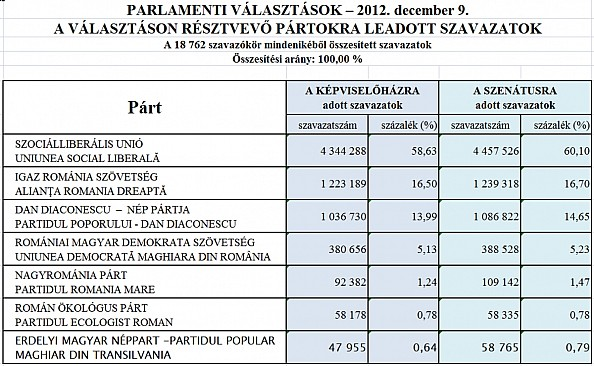 PARLAMENTI VÁLASZTÁSOK – 2012. december 9.
A VÁLASZTÁSON RÉSZTVEVŐ PÁRTOKRA LEADOTT SZAVAZATOK
A 18 762 szavazókör mindenikéből összesített szavazatok
Összesítési arány: 100,00 %
Párt
A KÉPVISELŐHÁZRA
adott szavazatok
A SZENÁTUSRA
adott szavazatok
szavazatszám százalék (%) szavazatszám százalék (%)
SZOCIÁLLIBERÁLIS UNIÓ
UNIUNEA SOCIAL LIBERALĂ
4 344 288 58,63 4 457 526 60,10
IGAZ ROMÁNIA SZÖVETSÉG
ALIANŢA ROMANIA DREAPTĂ
1 223 189 16,50 1 239 318 16,70
DAN DIACONESCU – NÉP PÁRTJA
PARTIDUL POPORULUI - DAN DIACONESCU
1 036 730 13,99 1 086 822 14,65
ROMÁNIAI MAGYAR DEMOKRATA SZÖVETSÉG
UNIUNEA DEMOCRATĂ MAGHIARA DIN ROMÂNIA
380 656 5,13 388 528 5,23
NAGYROMÁNIA PÁRT
PARTIDUL ROMANIA MARE
92 382 1,24 109 142 1,47
ROMÁN ÖKOLÓGUS PÁRT
PARTIDUL ECOLOGIST ROMAN
58 178 0,78 58 335 0,78
ERDELYI MAGYAR NÉPPART –PARTIDUL POPULAR
MAGHIAR DIN TRANSILVANIA
47 955 0,64 58 765 0,79